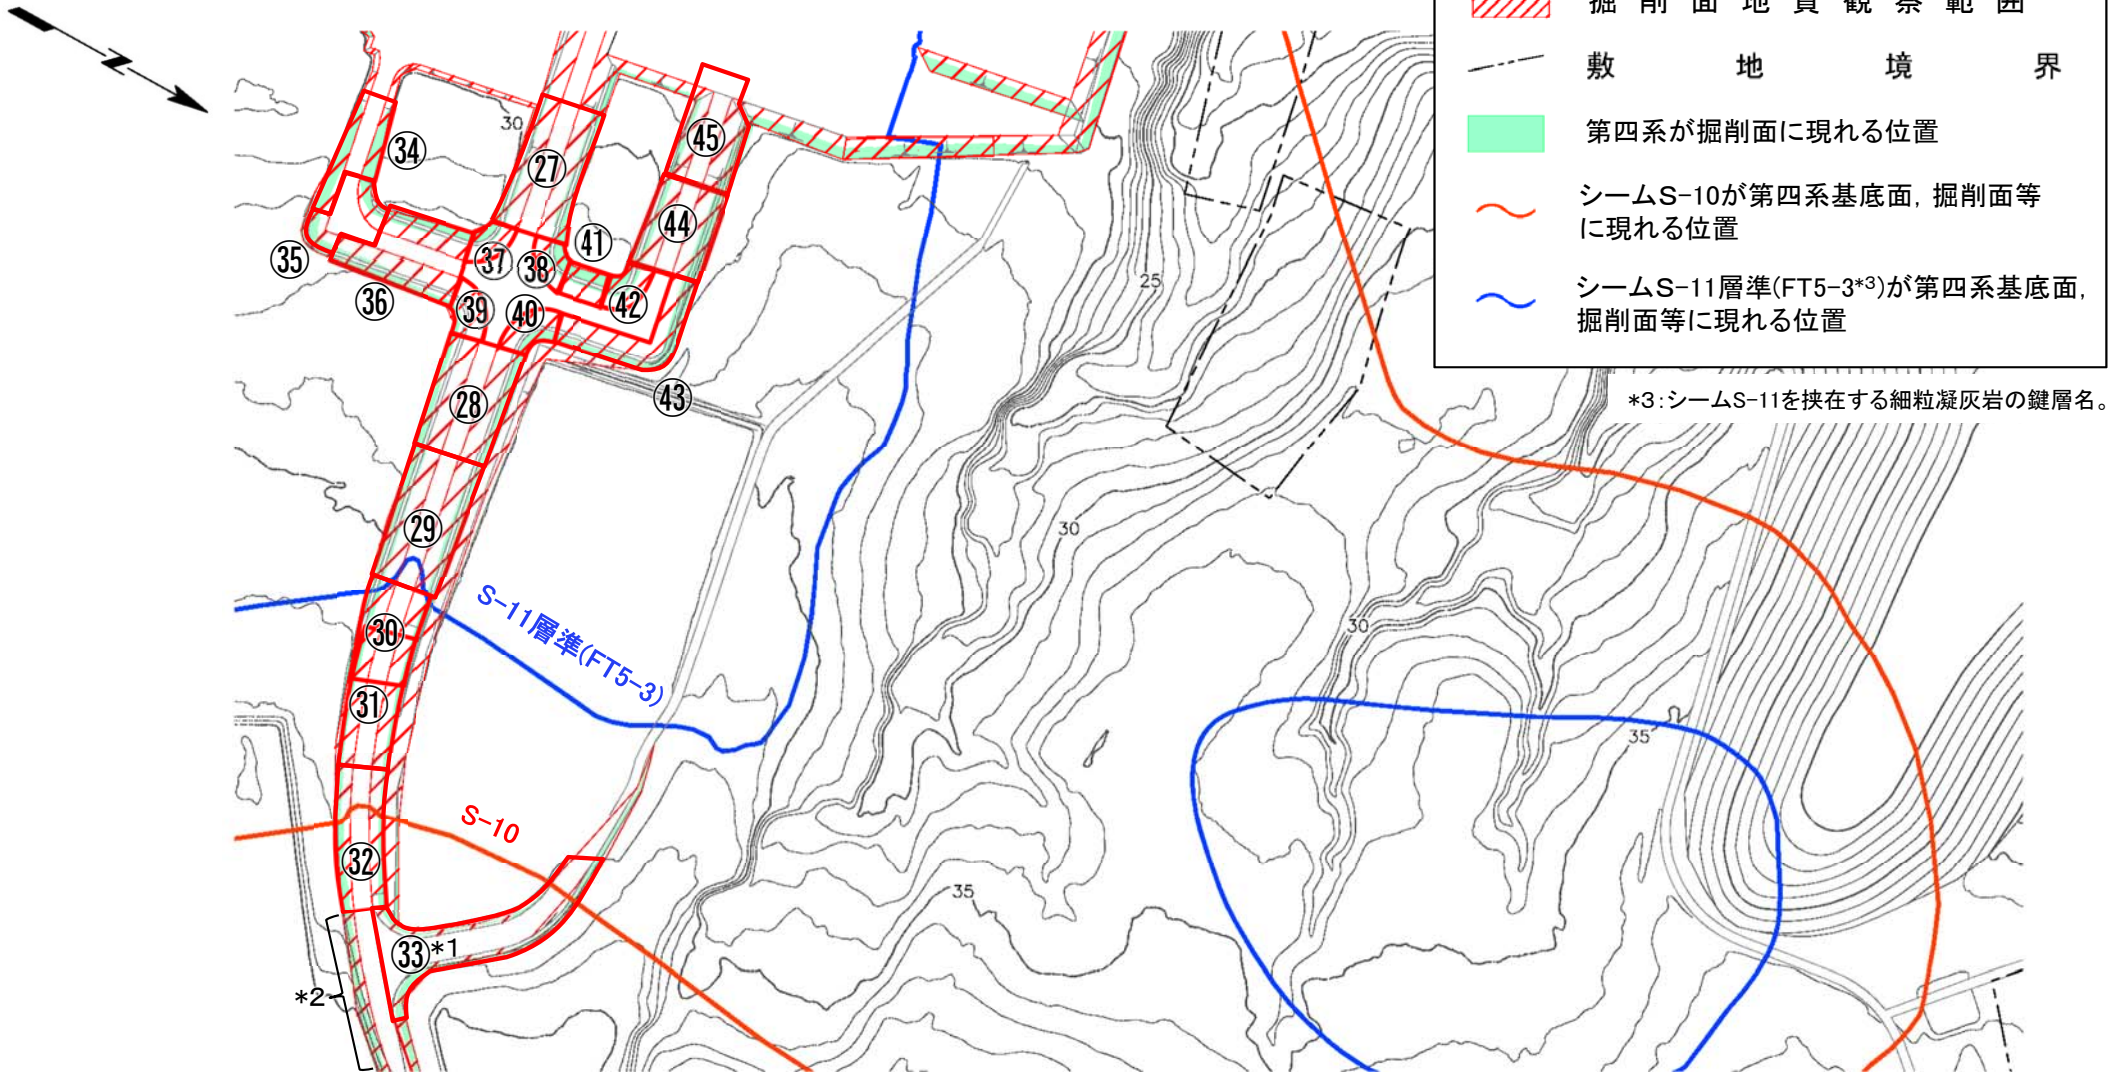 掘削面地質観察範囲
敷地境界
第四系が掘削面に現れる位置
シームS-10が第四系基底面，掘削面等
に現れる位置
シームS-11層準(FT5-3*3)が第四系基底面，
掘削面等に現れる位置
*3:シームS-11を挟在する細粒凝灰岩の鍵層名。
N
30
34
27
45
44
41
35
37
38
36
42
39
40
25
43
28
29
30
S-11層準(FT5-3)
30
30
31
35
S-10
32
35
33*1
*2